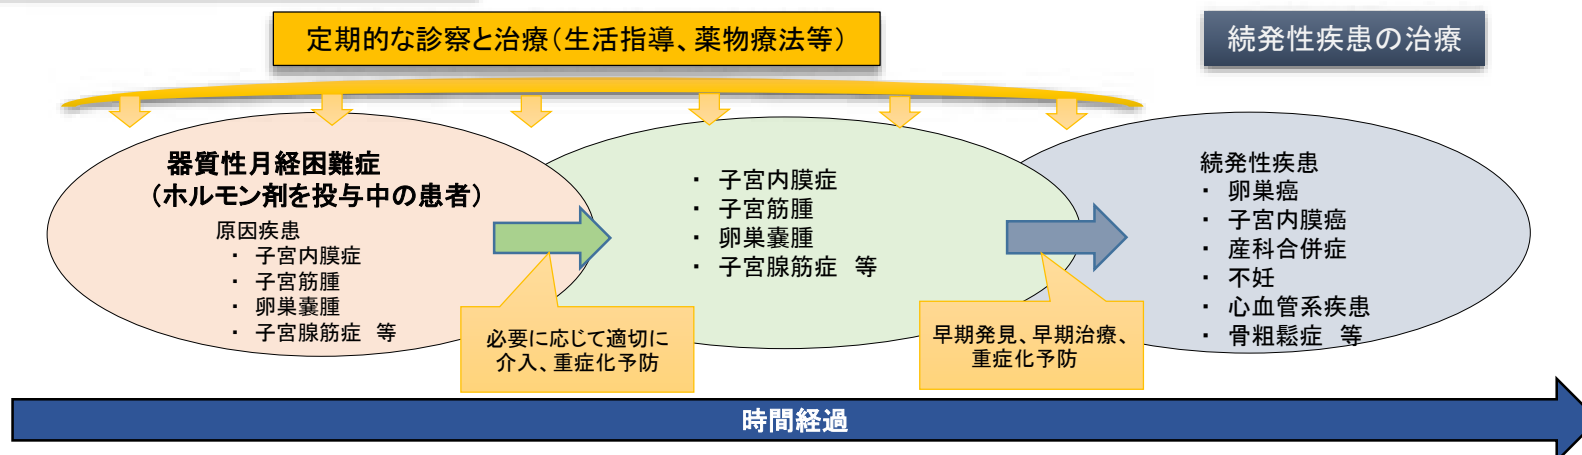 定期的な診察と治療（生活指導、薬物療法等）
続発性疾患の治療
器質性月経困難症
（ホルモン剤を投与中の患者）
原因疾患
・ 子宮内膜症
・ 子宮筋腫
・ 卵巣嚢腫
・ 子宮腺筋症　等
・ 子宮内膜症
・ 子宮筋腫
・ 卵巣嚢腫
・ 子宮腺筋症　等
続発性疾患
・ 卵巣癌
・ 子宮内膜癌
・ 産科合併症
・ 不妊
・ 心血管系疾患
・ 骨粗鬆症　等
必要に応じて適切に
介入、重症化予防
早期発見、早期治療、
重症化予防
時間経過